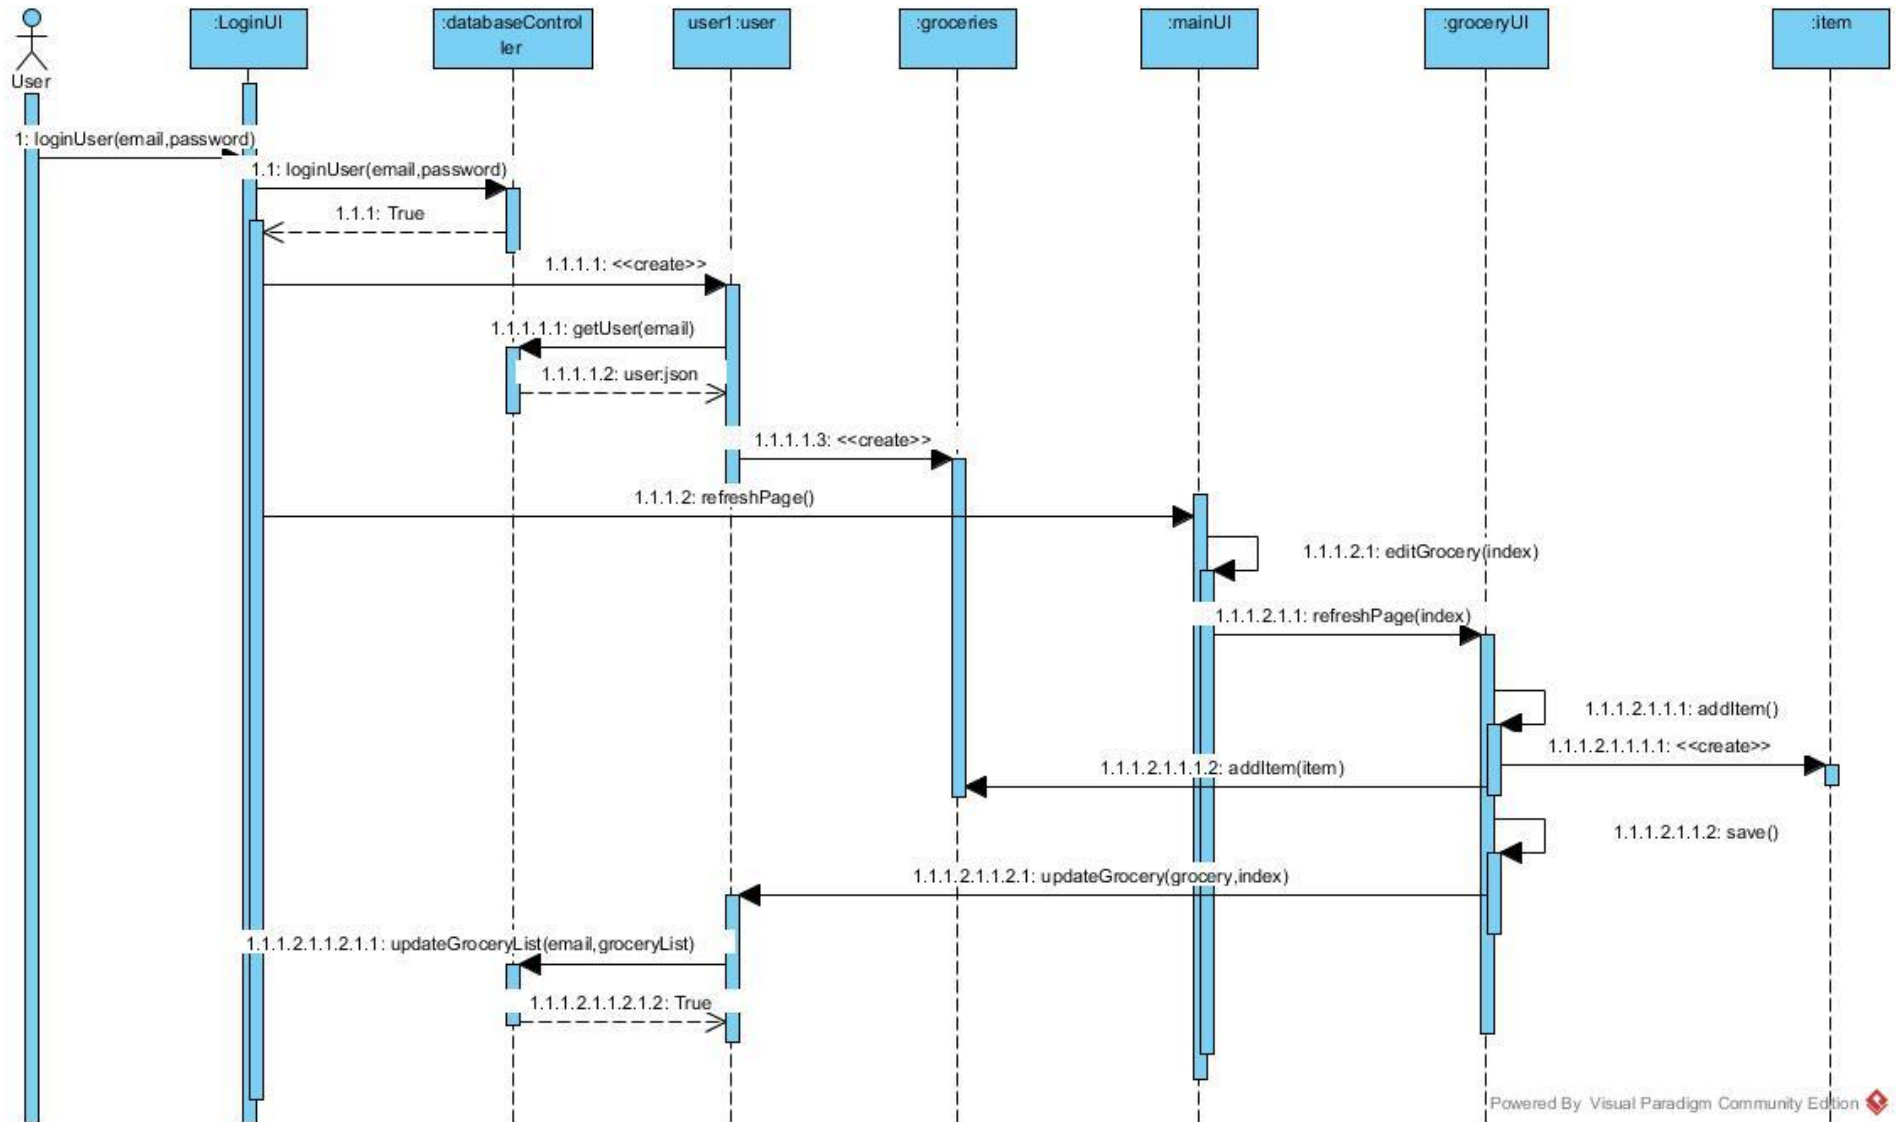 :LoginUI
:databaseControl
ler
user1:user
:groceries
:mainUI
:groceryUI
:item
User
1: loginUser(email,password)
1.1: loginUser(email,password)
1.1.1: True
1.1.1.1: <<create>>
1.1.1.1.1: getUser(email)
1.1.1.1.2: user:json
1.1.1.1.3: <<create>>
1.1.1.2: refreshPage()
1.1.1.2.1: editGrocery(index)
1.1.1.2.1.1: refreshPage(index)
1.1.1.2.1.1.1: addItem()
1.1.1.2.1.1.1.1: <<create>>
1.1.1.2.1.1.1.2: addItem(item)
1.1.1.2.1.1.2: save()
1.1.1.2.1.1.2.1: updateGrocery(grocery,index)
1.1.1.2.1.1.2.1.1: updateGroceryList(email,groceryList)
1.1.1.2.1.1.2.1.2: True
Powered By Visual Paradigm Community Edition